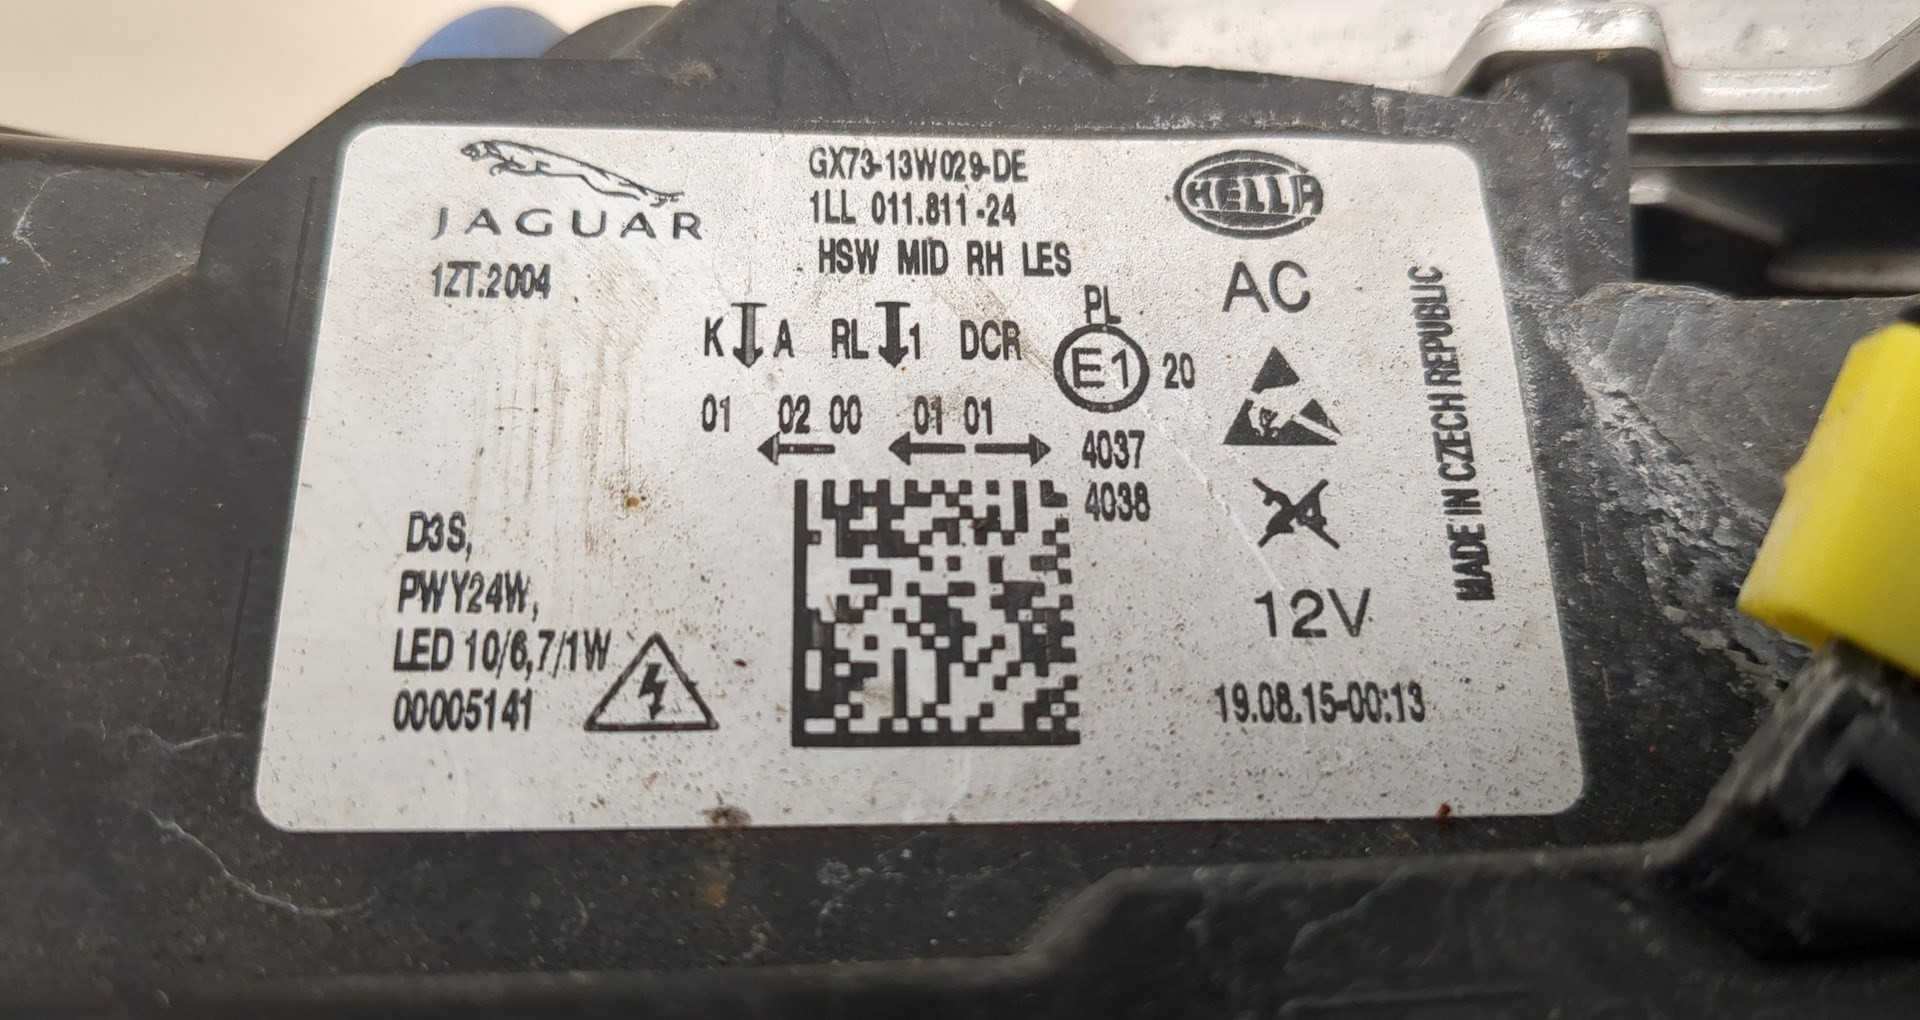 JAGUAR
1ZT.2004
GX73-13W029-DE
1LL 011.811-24
HSW MID RH LES
HELLA
AC
K A RL 1 DCR
PL
E1 20
01 02 00 01 01
4037
4038
D3S,
PWY24W,
LED 10/6,7/1W
00005141
12V
19.08.15-00:13
MADE IN CZECH REPUBLIC